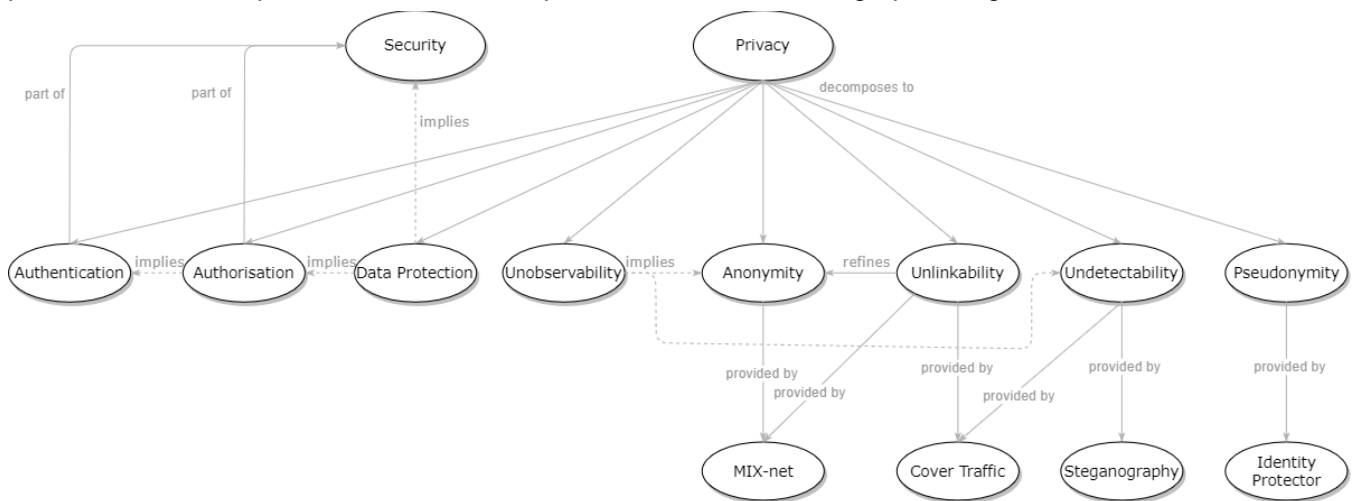 Security
Privacy
part of
part of
decomposes to
implies
Authentication
implies
Authorisation
implies
Data Protection
Unobservability
implies
Anonymity
refines
Unlinkability
Undetectability
Pseudonymity
provided by
provided by
provided by
provided by
provided by
provided by
MIX-net
Cover Traffic
Steganography
Identity
Protector